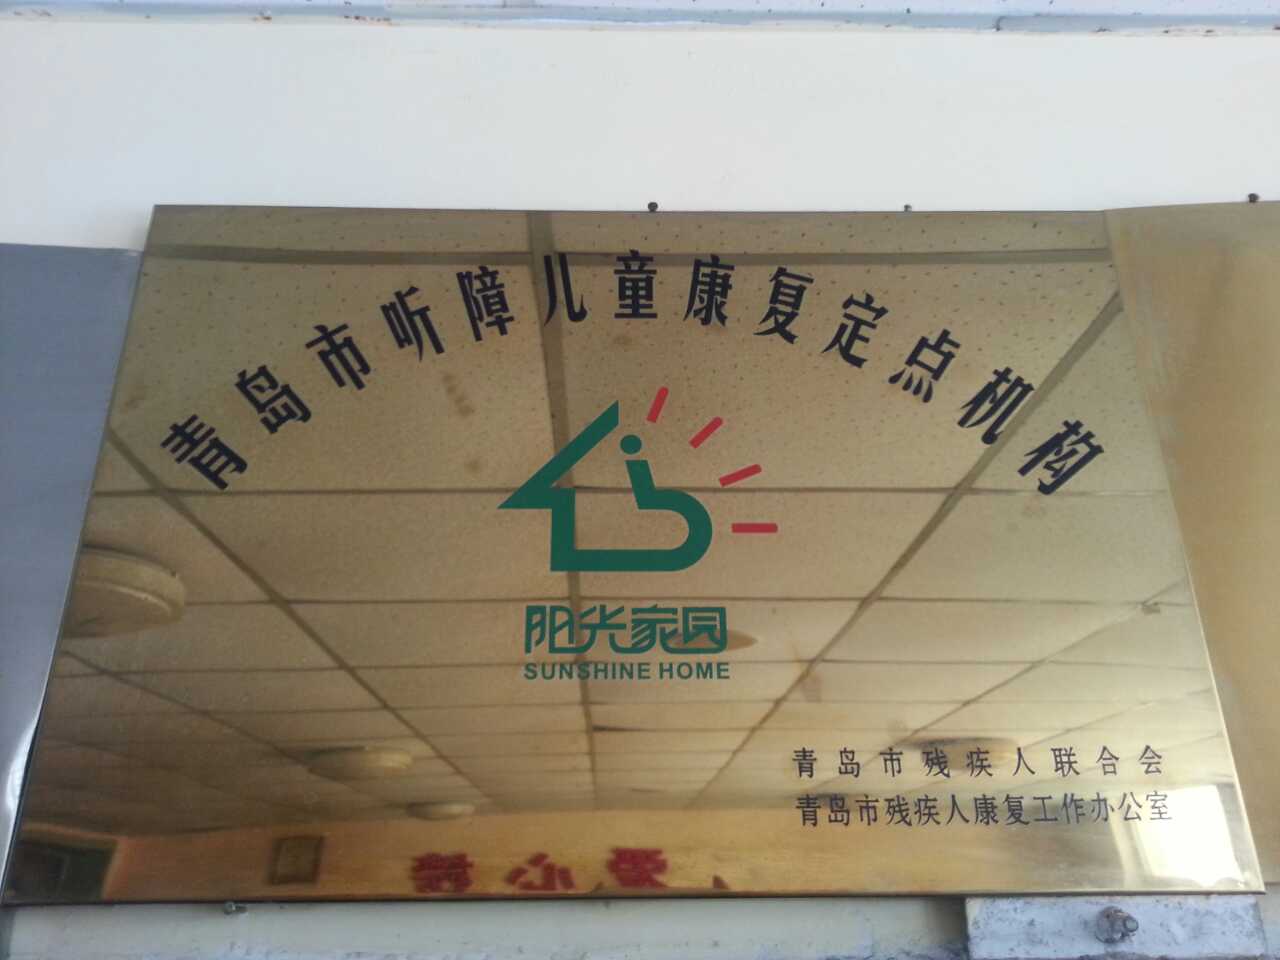 青岛市听障儿童康复定点机构
阳光家园
SUNSHINE HOME
青岛市残疾人联合会
青岛市残疾人康复工作办公室